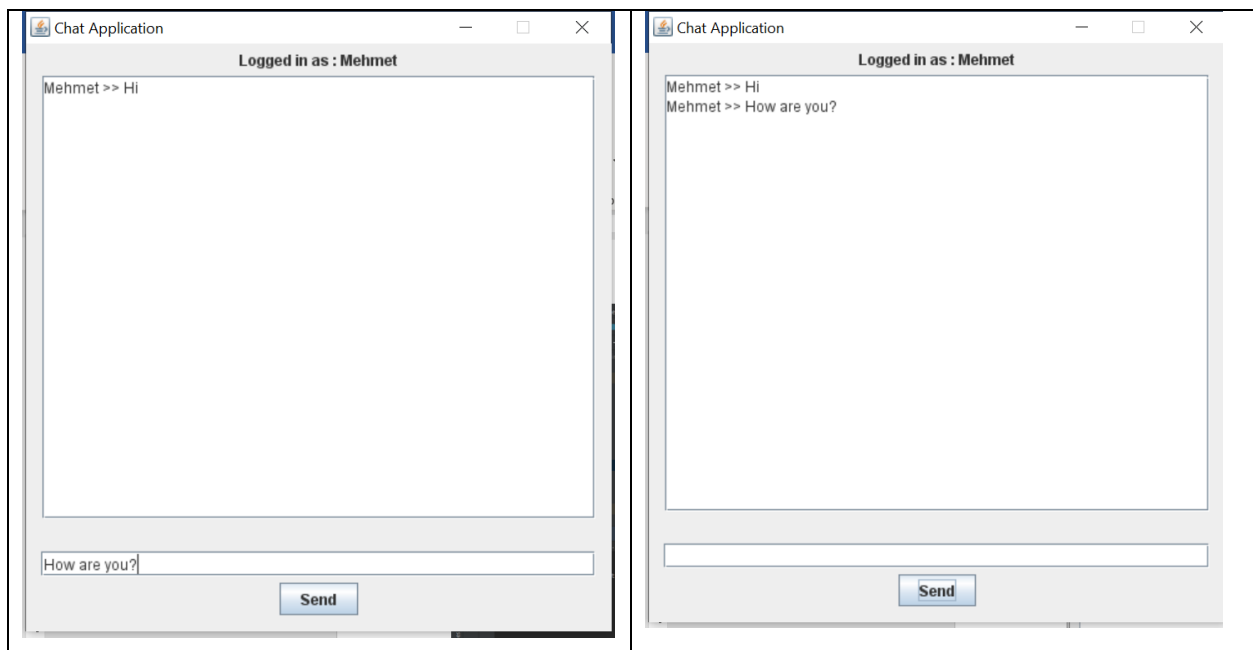 Chat Application
Logged in as : Mehmet
Mehmet >> Hi
How are you?
Send
Chat Application
Logged in as : Mehmet
Mehmet >> Hi
Mehmet >> How are you?
Send